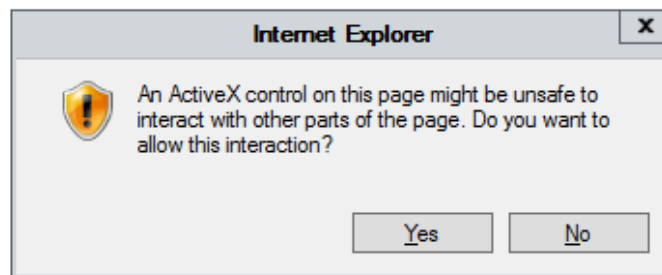 Internet Explorer
x
An ActiveX control on this page might be unsafe to
interact with other parts of the page. Do you want to
allow this interaction?
Yes
No